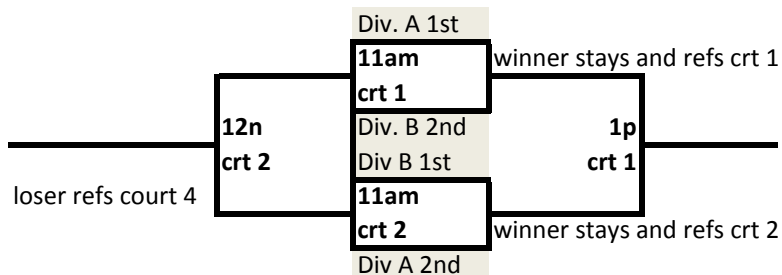 Div. A 1st
11am winner stays and refs crt 1
crt 1
12n Div. B 2nd 1p
crt 2 Div B 1st crt 1
loser refs court 4 11am
crt 2 winner stays and refs crt 2
Div A 2nd